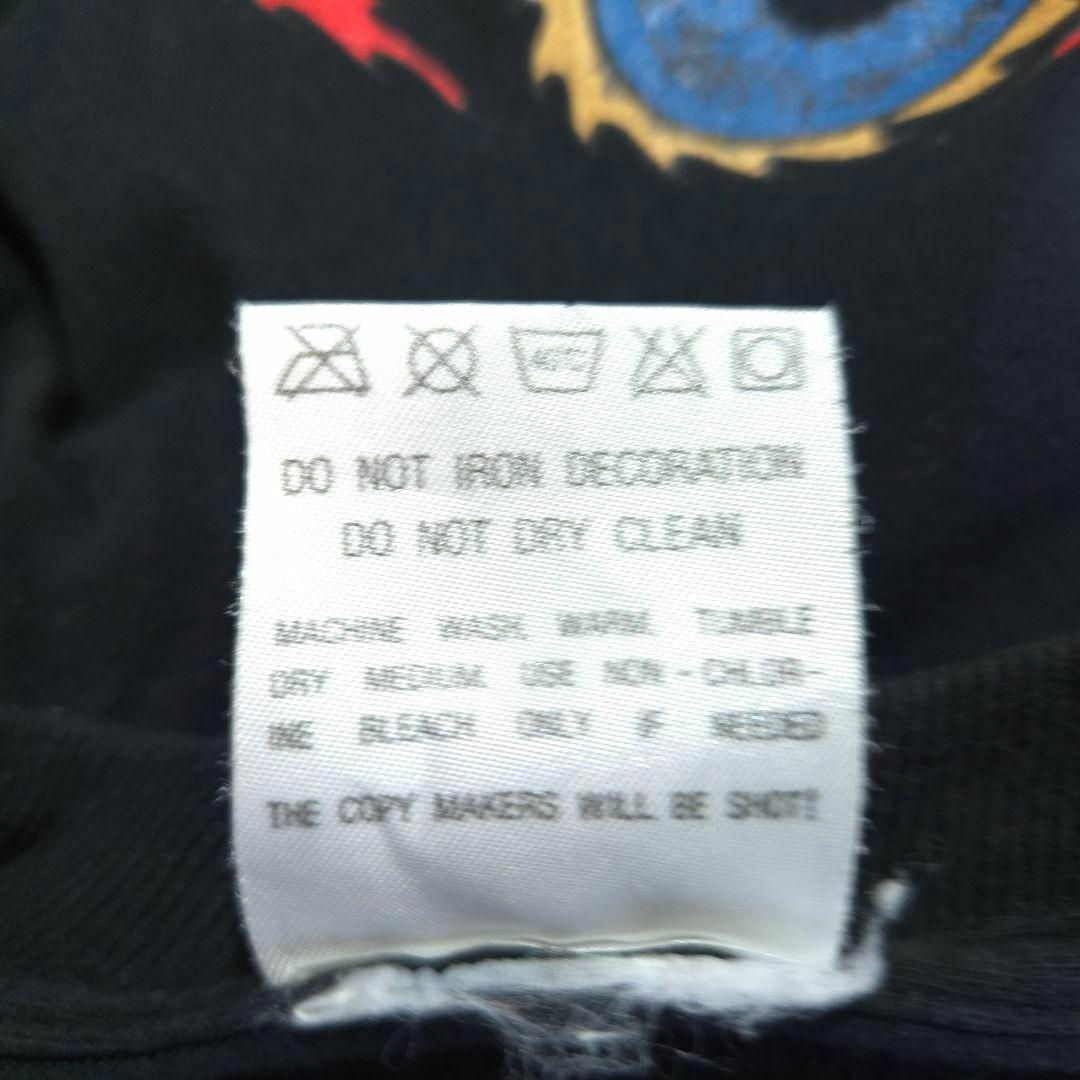 40°C
DO NOT IRON DECORATION
DO NOT DRY CLEAN
MACHINE WASH WARM. TUMBLE
DRY MEDIUM. USE NON-CHLOR-
INE BLEACH ONLY IF NEEDED
THE COPY MAKERS WILL BE SHOT!!